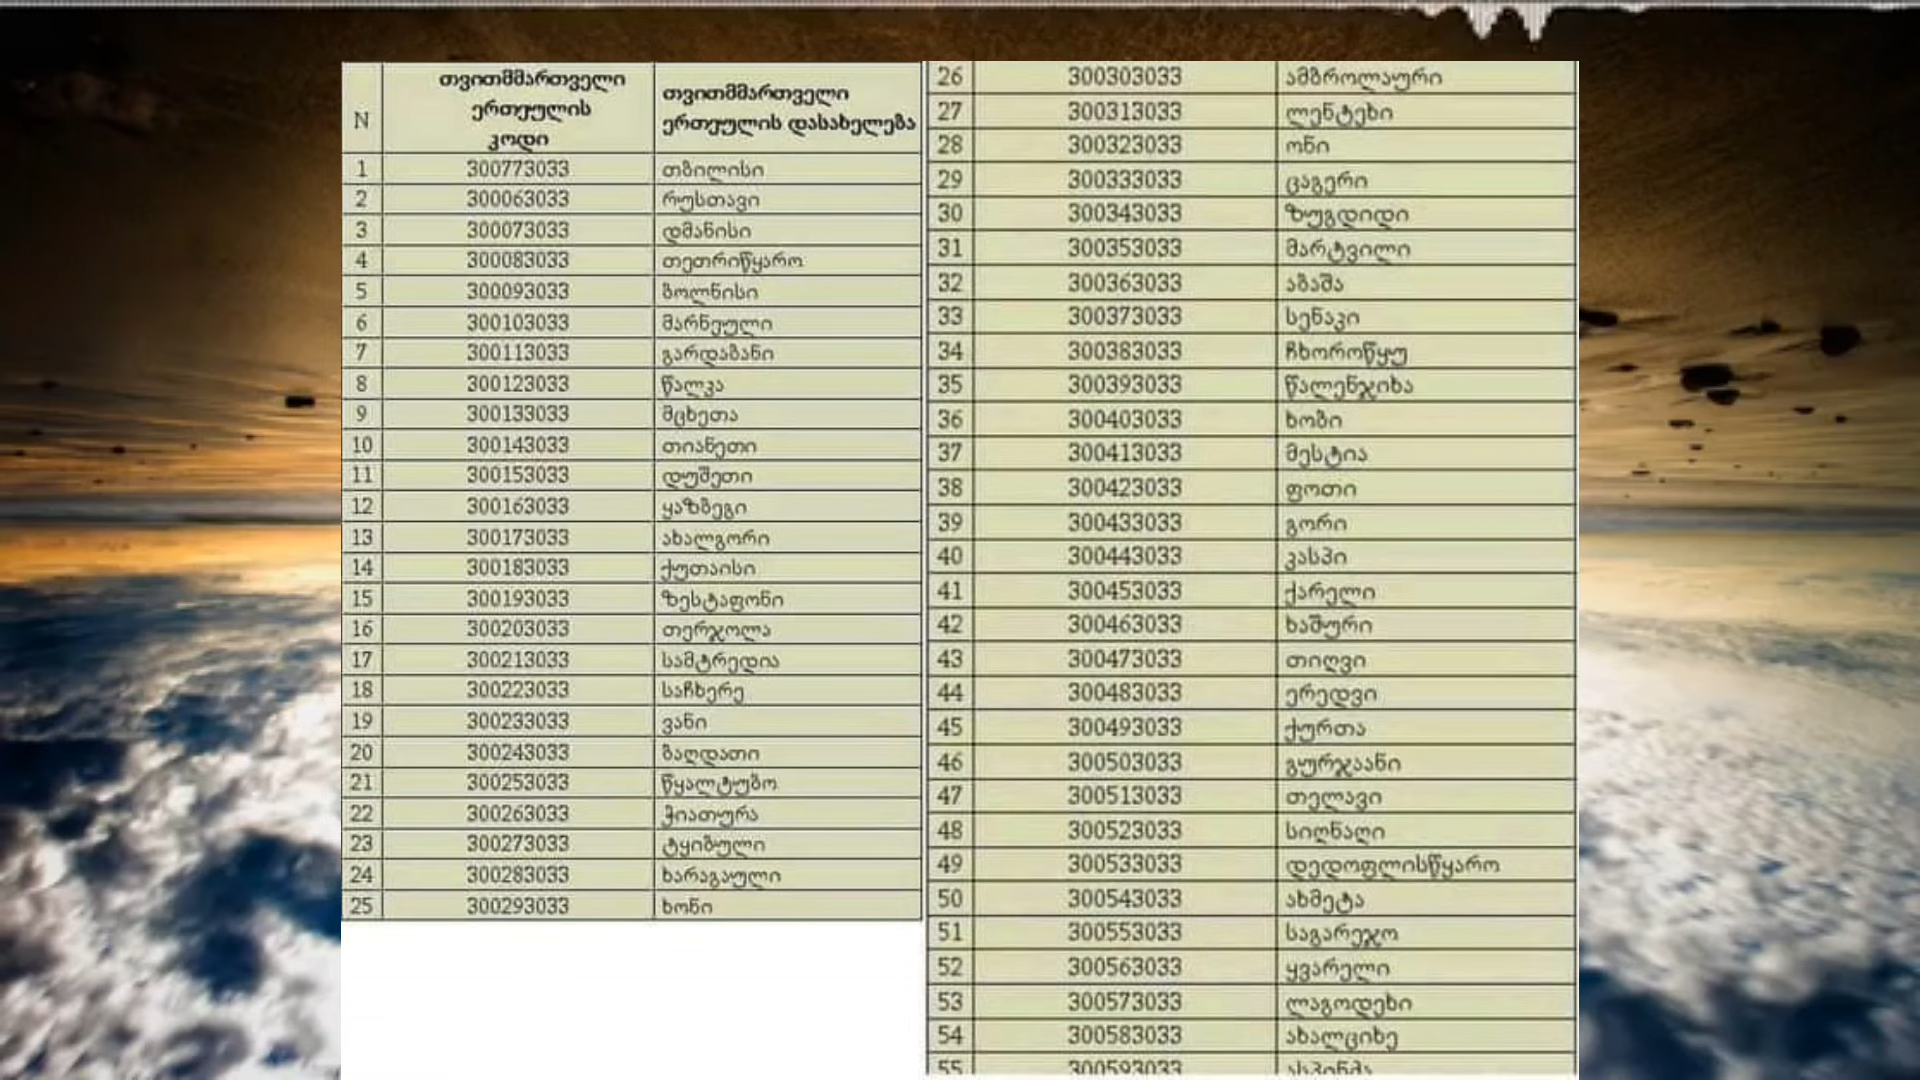 N თვითმმართველი ერთეულის კოდი თვითმმართველი ერთეულის დასახელება
1 300773033 თბილისი
2 300063033 რუსთავი
3 300073033 დმანისი
4 300083033 თეთრიწყარო
5 300093033 ბოლნისი
6 300103033 მარნეული
7 300113033 გარდაბანი
8 300123033 წალკა
9 300133033 მცხეთა
10 300143033 თიანეთი
11 300153033 დუშეთი
12 300163033 ყაზბეგი
13 300173033 ახალგორი
14 300183033 ქუთაისი
15 300193033 ზესტაფონი
16 300203033 თერჯოლა
17 300213033 სამტრედია
18 300223033 საჩხერე
19 300233033 ვანი
20 300243033 ბაღდათი
21 300253033 წყალტუბო
22 300263033 ჭიათურა
23 300273033 ტყიბული
24 300283033 ხარაგაული
25 300293033 ხონი
26 300303033 ამბროლაური
27 300313033 ლენტეხი
28 300323033 ონი
29 300333033 ცაგერი
30 300343033 ზუგდიდი
31 300353033 მარტვილი
32 300363033 აბაშა
33 300373033 სენაკი
34 300383033 ჩხოროწყუ
35 300393033 წალენჯიხა
36 300403033 ხობი
37 300413033 მესტია
38 300423033 ფოთი
39 300433033 გორი
40 300443033 კასპი
41 300453033 ქარელი
42 300463033 ხაშური
43 300473033 თიღვი
44 300483033 ერედვი
45 300493033 ქურთა
46 300503033 გურჯაანი
47 300513033 თელავი
48 300523033 სიღნაღი
49 300533033 დედოფლისწყარო
50 300543033 ახმეტა
51 300553033 საგარეჯო
52 300563033 ყვარელი
53 300573033 ლაგოდეხი
54 300583033 ახალციხე
55 300593033 ასპინძა